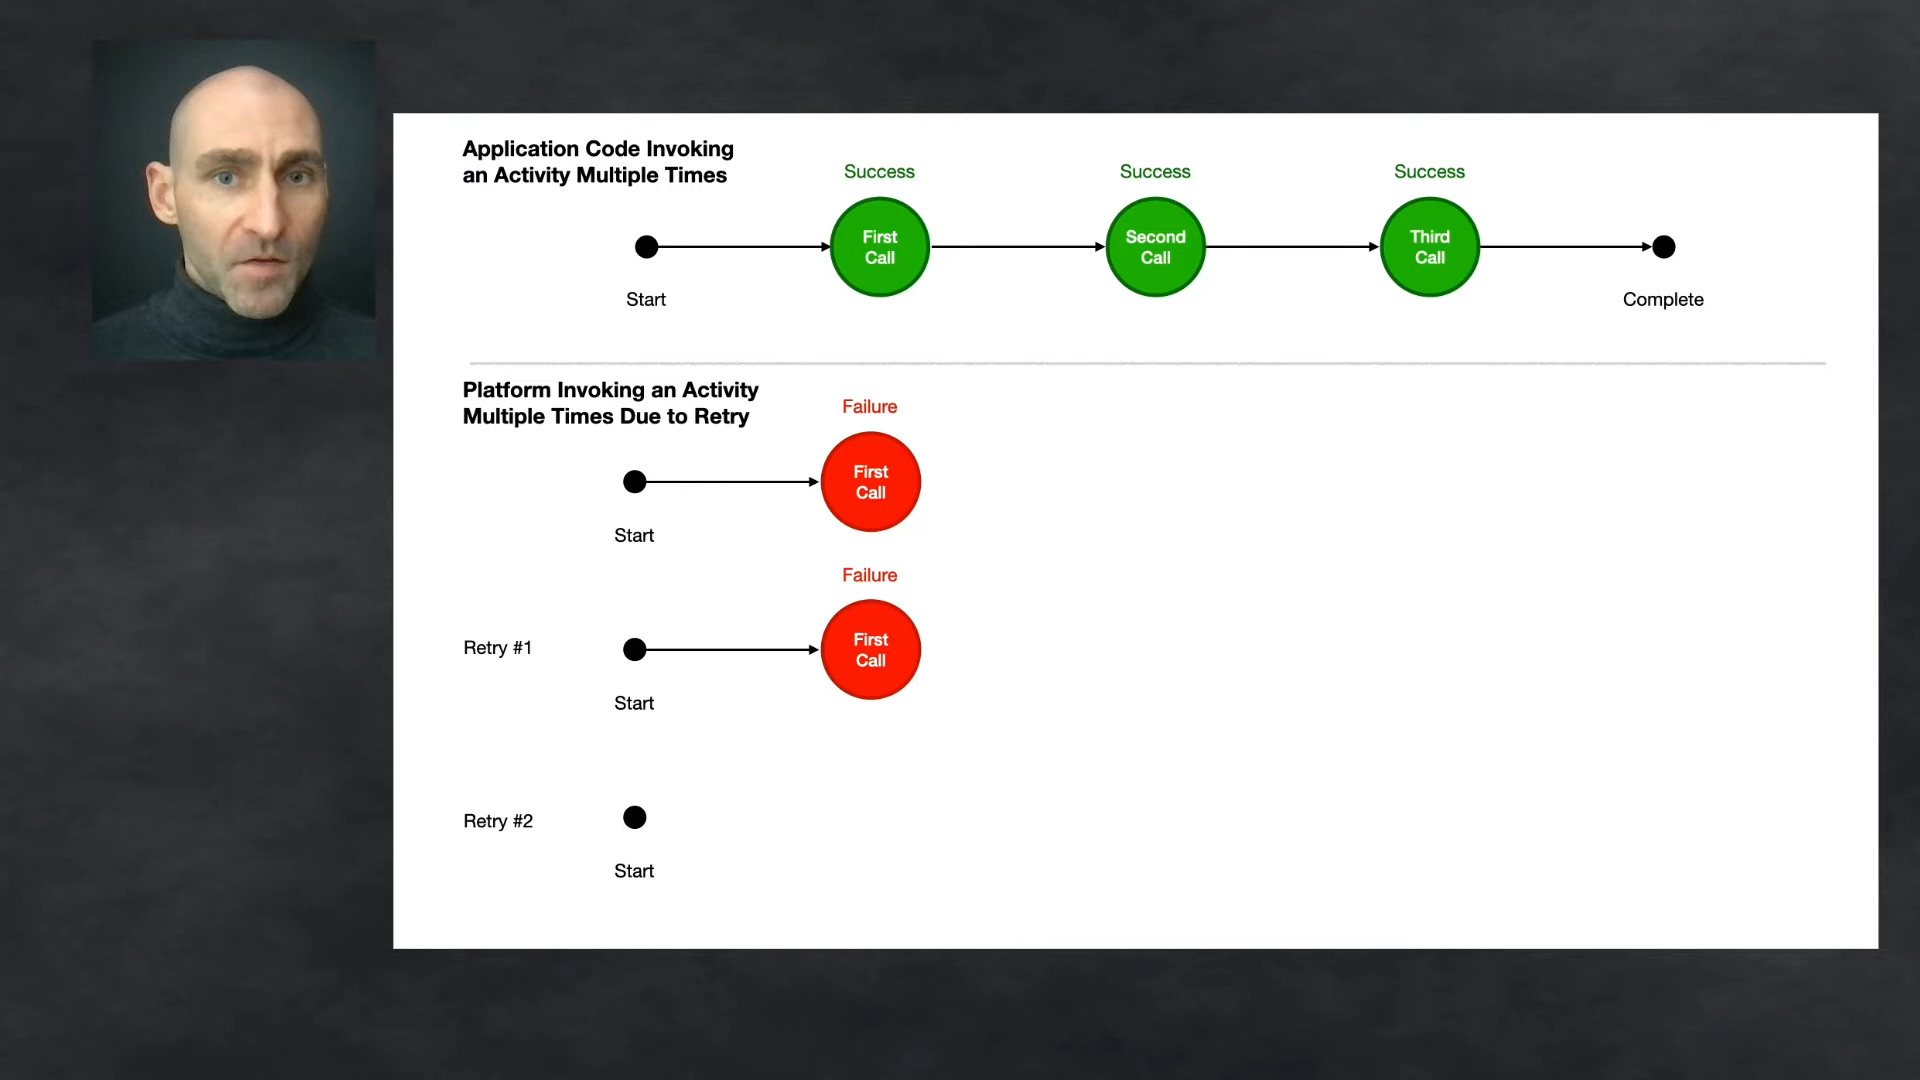 Application Code Invoking
an Activity Multiple Times
Success
Success
Success
First
Call
Second
Call
Third
Call
Start
Complete
Platform Invoking an Activity
Multiple Times Due to Retry
Failure
First
Call
Start
Failure
Retry #1
First
Call
Start
Retry #2
Start